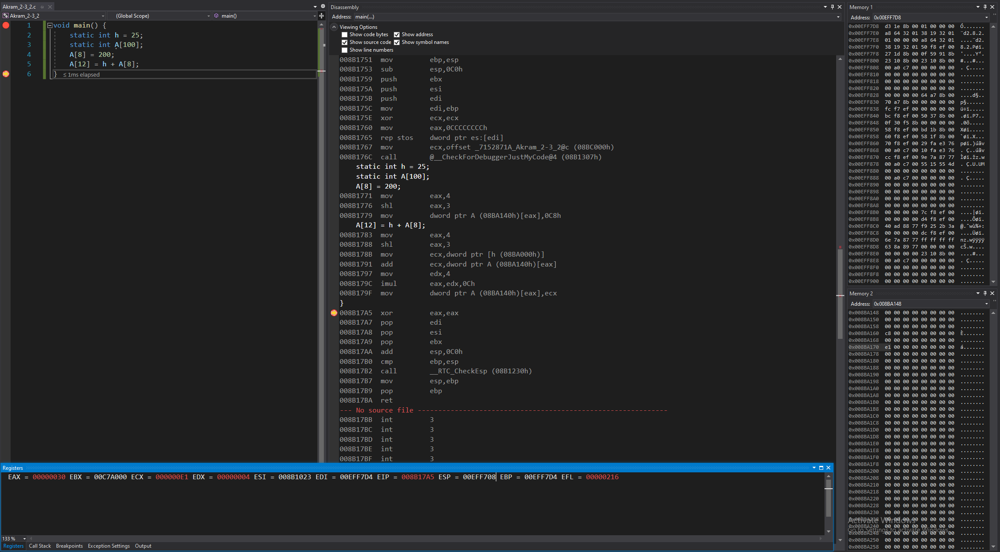 Akram_2-3_2.c
Akram_2-3_2
(Global Scope)
main()
1 void main() {
2 static int h = 25;
3 static int A[100];
4 A[8] = 200;
5 A[12] = h + A[8];
6 } ≤ 1ms elapsed
Disassembly
Address: main(...)
Viewing Options
Show code bytes Show address
Show source code Show symbol names
Show line numbers
008B1751 mov ebp,esp
008B1753 sub esp,0C0h
008B1759 push ebx
008B175A push esi
008B175B push edi
008B175C mov edi,ebp
008B175E xor ecx,ecx
008B1760 mov eax,0CCCCCCCCh
008B1765 rep stos dword ptr es:[edi]
008B1767 mov ecx,offset _7152871A_Akram_2-3_2@c (08BC000h)
008B176C call @__CheckForDebuggerJustMyCode@4 (08B1307h)
static int h = 25;
static int A[100];
A[8] = 200;
008B1771 mov eax,4
008B1776 shl eax,3
008B1779 mov dword ptr A (08BA140h)[eax],0C8h
A[12] = h + A[8];
008B1783 mov eax,4
008B1788 shl eax,3
008B178B mov ecx,dword ptr [h (08BA000h)]
008B1791 add ecx,dword ptr A (08BA140h)[eax]
008B1797 mov edx,4
008B179C imul eax,edx,0Ch
008B179F mov dword ptr A (08BA140h)[eax],ecx
}
008B17A5 xor eax,eax
008B17A7 pop edi
008B17A8 pop esi
008B17A9 pop ebx
008B17AA add esp,0C0h
008B17B0 cmp ebp,esp
008B17B2 call __RTC_CheckEsp (08B1230h)
008B17B7 mov esp,ebp
008B17B9 pop ebp
008B17BA ret
--- No source file -------------------------------------------------------------
008B17BB int 3
008B17BC int 3
008B17BD int 3
008B17BE int 3
008B17BF int 3
Memory 1
Address: 0x00EFF7D8
0x00EFF7D8 d3 1e 8b 00 01 00 00 00 Ó.......
0x00EFF7E0 a8 64 32 01 38 19 32 01 ¨d2.8.2.
0x00EFF7E8 01 00 00 00 a8 64 32 01 ....¨d2.
0x00EFF7F0 38 19 32 01 50 f8 ef 00 8.2.Pøï.
0x00EFF7F8 27 1d 8b 00 0f 59 91 8b '....Y‘.
0x00EFF800 23 10 8b 00 23 10 8b 00 #...#...
0x00EFF808 00 a0 c7 00 00 00 00 00 . Ç.....
0x00EFF810 00 00 00 00 00 00 00 00 ........
0x00EFF818 00 00 00 00 00 00 00 00 ........
0x00EFF820 00 00 00 00 00 00 00 00 ........
0x00EFF828 00 00 00 00 64 a7 8b 00 ....d§..
0x00EFF830 70 a7 8b 00 00 00 00 00 p§......
0x00EFF838 fc f7 ef 00 00 00 00 00 ü÷ï.....
0x00EFF840 bc f8 ef 00 50 37 8b 00 .øï.P7..
0x00EFF848 0f 30 f5 8b 00 00 00 00 .0õ.....
0x00EFF850 58 f8 ef 00 bd 1b 8b 00 Xøï.....
0x00EFF858 60 f8 ef 00 58 1f 8b 00 `øï.X...
0x00EFF860 70 f8 ef 00 29 fa e3 76 pøï.)úãv
0x00EFF868 00 a0 c7 00 10 fa e3 76 . Ç..úãv
0x00EFF870 cc f8 ef 00 9e 7a 87 77 Ìøï.žz.w
0x00EFF878 00 a0 c7 00 55 15 55 4d . Ç.U.UM
0x00EFF880 00 00 00 00 00 00 00 00 ........
0x00EFF888 00 a0 c7 00 00 00 00 00 . Ç.....
0x00EFF890 00 00 00 00 00 00 00 00 ........
0x00EFF898 00 00 00 00 00 00 00 00 ........
0x00EFF8A0 00 00 00 00 00 00 00 00 ........
0x00EFF8A8 00 00 00 00 00 00 00 00 ........
0x00EFF8B0 00 00 00 00 7c f8 ef 00 ....|øï.
0x00EFF8B8 00 00 00 00 d4 f8 ef 00 ....Ôøï.
0x00EFF8C0 40 ad 88 77 f9 25 2b 3a @.ˆwù%+:
0x00EFF8C8 00 00 00 00 dc f8 ef 00 ....Üøï.
0x00EFF8D0 6e 7a 87 77 ff ff ff ff nz.wÿÿÿÿ
0x00EFF8D8 63 8a 89 77 00 00 00 00 cŠ.w....
0x00EFF8E0 00 00 00 00 23 10 8b 00 ....#...
0x00EFF8E8 00 a0 c7 00 00 00 00 00 . Ç.....
0x00EFF8F0 00 00 00 00 00 00 00 00 ........
0x00EFF8F8 00 00 00 00 00 00 00 00 ........
0x00EFF900 00 00 00 00 00 00 00 00 ........
Memory 2
Address: 0x008BA148
0x008BA148 00 00 00 00 00 00 00 00 ........
0x008BA150 00 00 00 00 00 00 00 00 ........
0x008BA158 00 00 00 00 00 00 00 00 ........
0x008BA160 c8 00 00 00 00 00 00 00 È.......
0x008BA168 00 00 00 00 00 00 00 00 ........
0x008BA170 e1 00 00 00 00 00 00 00 á.......
0x008BA178 00 00 00 00 00 00 00 00 ........
0x008BA180 00 00 00 00 00 00 00 00 ........
0x008BA188 00 00 00 00 00 00 00 00 ........
0x008BA190 00 00 00 00 00 00 00 00 ........
0x008BA198 00 00 00 00 00 00 00 00 ........
0x008BA1A0 00 00 00 00 00 00 00 00 ........
0x008BA1A8 00 00 00 00 00 00 00 00 ........
0x008BA1B0 00 00 00 00 00 00 00 00 ........
0x008BA1B8 00 00 00 00 00 00 00 00 ........
0x008BA1C0 00 00 00 00 00 00 00 00 ........
0x008BA1C8 00 00 00 00 00 00 00 00 ........
0x008BA1D0 00 00 00 00 00 00 00 00 ........
0x008BA1D8 00 00 00 00 00 00 00 00 ........
0x008BA1E0 00 00 00 00 00 00 00 00 ........
0x008BA1E8 00 00 00 00 00 00 00 00 ........
0x008BA1F0 00 00 00 00 00 00 00 00 ........
0x008BA1F8 00 00 00 00 00 00 00 00 ........
0x008BA200 00 00 00 00 00 00 00 00 ........
0x008BA208 00 00 00 00 00 00 00 00 ........
0x008BA210 00 00 00 00 00 00 00 00 ........
0x008BA218 00 00 00 00 00 00 00 00 ........
0x008BA220 00 00 00 00 00 00 00 00 ........
0x008BA228 00 00 00 00 00 00 00 00 ........
0x008BA230 00 00 00 00 00 00 00 00 ........
0x008BA238 00 00 00 00 00 00 00 00 ........
0x008BA240 00 00 00 00 00 00 00 00 ........
0x008BA248 00 00 00 00 00 00 00 00 ........
0x008BA250 00 00 00 00 00 00 00 00 ........
0x008BA258 00 00 00 00 00 00 00 00 ........
Activate Windows
Go to Settings to activate Windows.
Registers
EAX = 00000030 EBX = 00C7A000 ECX = 000000E1 EDX = 00000004 ESI = 008B1023 EDI = 00EFF7D4 EIP = 008B17A5 ESP = 00EFF708 EBP = 00EFF7D4 EFL = 00000216
133 %
Registers Call Stack Breakpoints Exception Settings Output